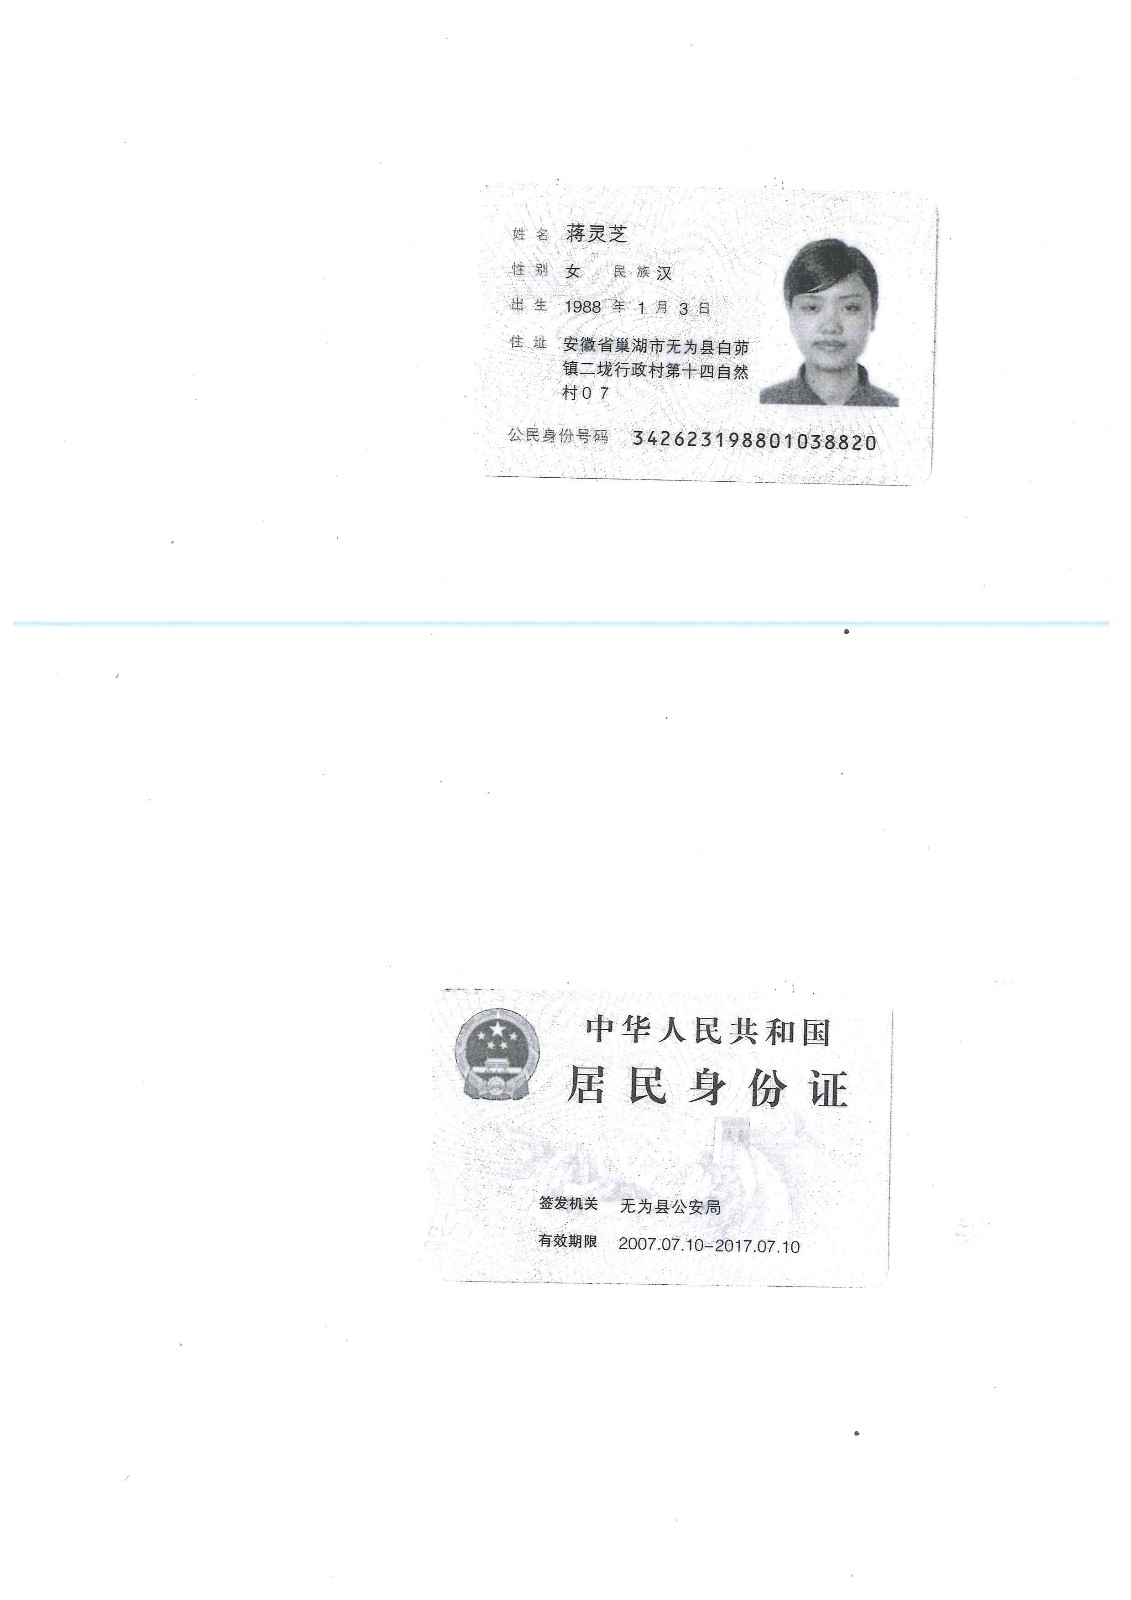 姓名 蒋灵芝
性别 女 民族 汉
出生 1988 年 1 月 3 日
住址 安徽省巢湖市无为县白茆
镇二垅行政村第十四自然
村07
公民身份号码 342623198801038820
中华人民共和国
居民身份证
签发机关 无为县公安局
有效期限 2007.07.10-2017.07.10